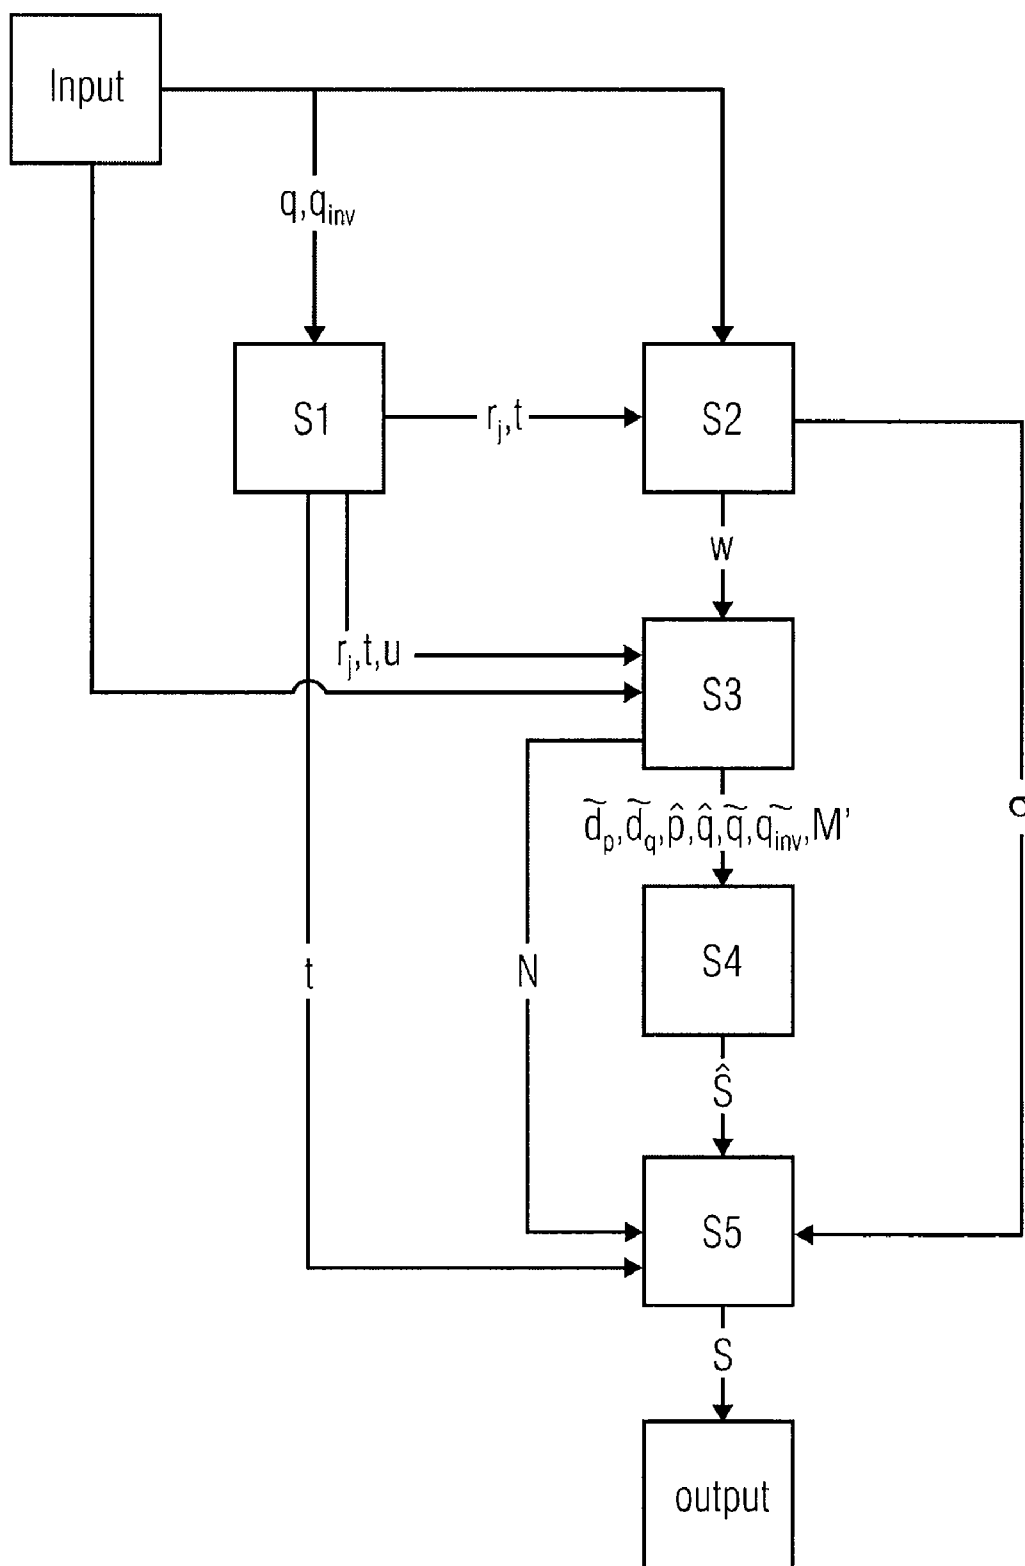 Input
q,q_inv
S1
r_j,t
S2
w
r_j,t,u
S3
d̃_p,d̃_q,p̂,q̂,q̃,q̃_inv,M'
c
t
N
S4
Ŝ
S5
S
output